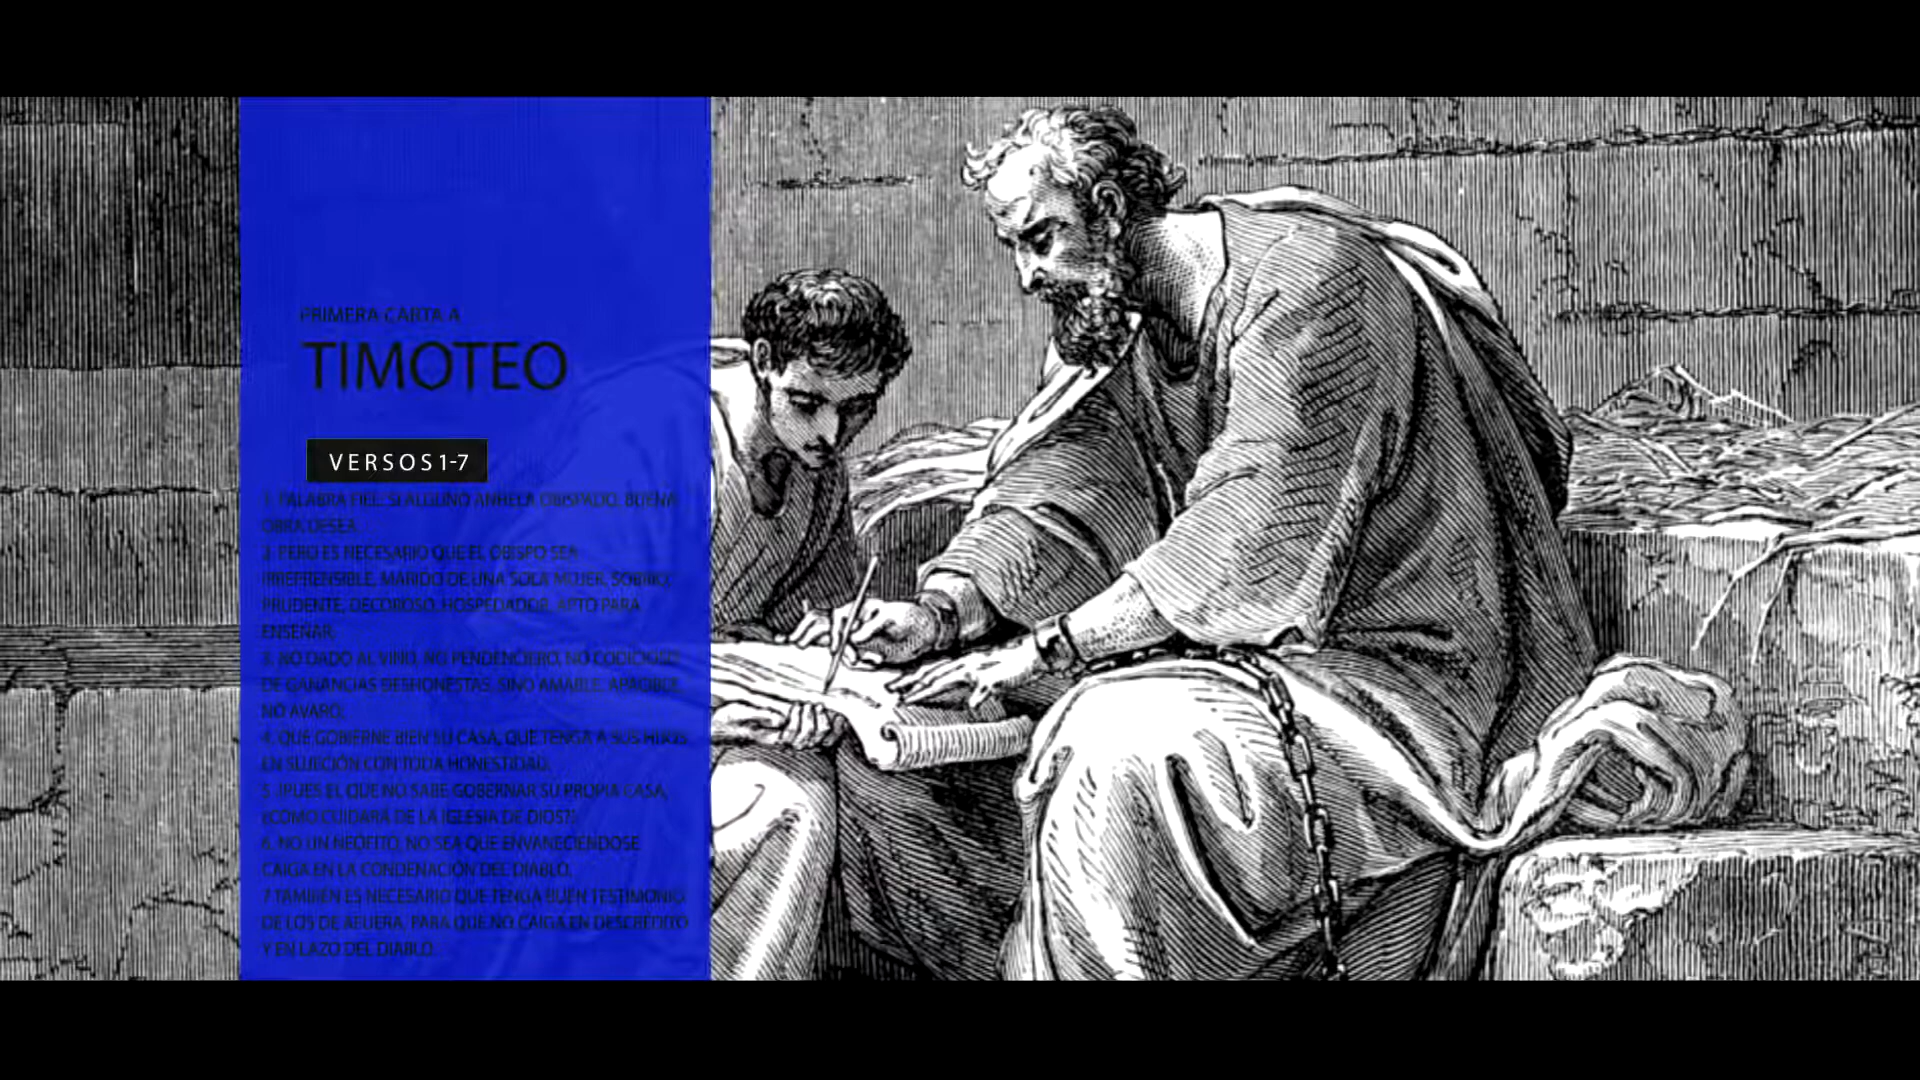 PRIMERA CARTA A
TIMOTEO
VERSOS 1-7
1. PALABRA FIEL: SI ALGUNO ANHELA OBISPADO, BUENA
OBRA DESEA.
2. PERO ES NECESARIO QUE EL OBISPO SEA
IRREPRENSIBLE, MARIDO DE UNA SOLA MUJER, SOBRIO,
PRUDENTE, DECOROSO, HOSPEDADOR, APTO PARA
ENSEÑAR;
3. NO DADO AL VINO, NO PENDENCIERO, NO CODICIOSO
DE GANANCIAS DESHONESTAS, SINO AMABLE, APACIBLE,
NO AVARO;
4. QUE GOBIERNE BIEN SU CASA, QUE TENGA A SUS HIJOS
EN SUJECIÓN CON TODA HONESTIDAD;
5. (PUES EL QUE NO SABE GOBERNAR SU PROPIA CASA,
¿CÓMO CUIDARÁ DE LA IGLESIA DE DIOS?);
6. NO UN NEÓFITO, NO SEA QUE ENVANECIÉNDOSE
CAIGA EN LA CONDENACIÓN DEL DIABLO.
7 TAMBIÉN ES NECESARIO QUE TENGA BUEN TESTIMONIO
DE LOS DE AFUERA, PARA QUE NO CAIGA EN DESCRÉDITO
Y EN LAZO DEL DIABLO.